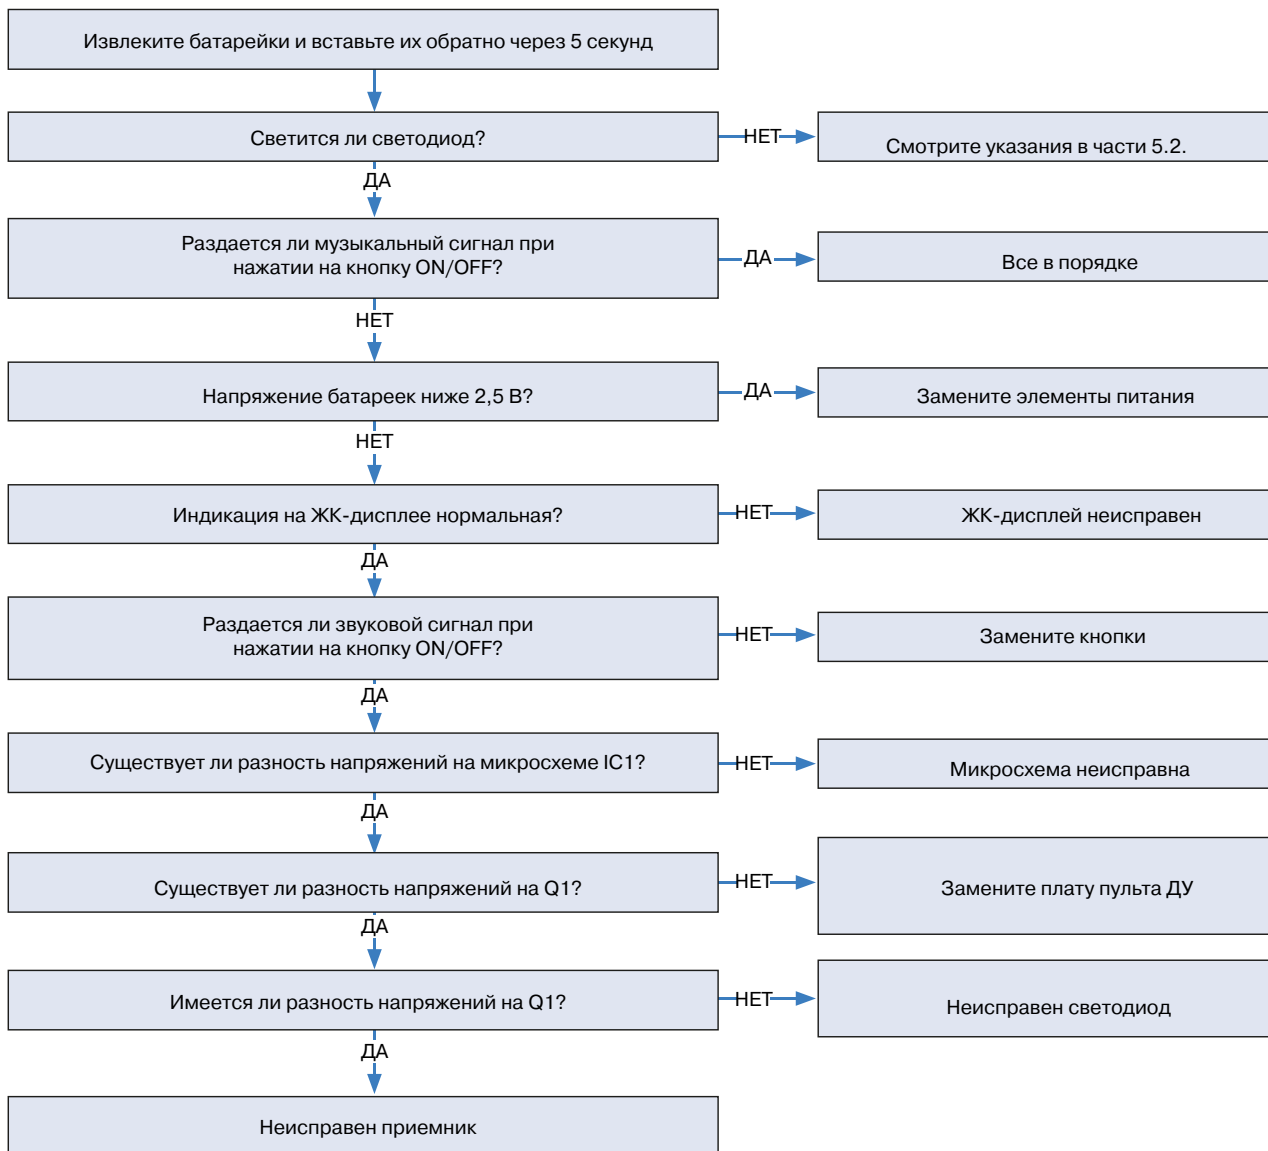 Извлеките батарейки и вставьте их обратно через 5 секунд
Светится ли светодиод?
НЕТ
Смотрите указания в части 5.2.
ДА
Раздается ли музыкальный сигнал при
нажатии на кнопку ON/OFF?
ДА
Все в порядке
НЕТ
Напряжение батареек ниже 2,5 В?
ДА
Замените элементы питания
НЕТ
Индикация на ЖК-дисплее нормальная?
НЕТ
ЖК-дисплей неисправен
ДА
Раздается ли звуковой сигнал при
нажатии на кнопку ON/OFF?
НЕТ
Замените кнопки
ДА
Существует ли разность напряжений на микросхеме IC1?
НЕТ
Микросхема неисправна
ДА
Существует ли разность напряжений на Q1?
НЕТ
Замените плату пульта ДУ
ДА
Имеется ли разность напряжений на Q1?
НЕТ
Неисправен светодиод
ДА
Неисправен приемник